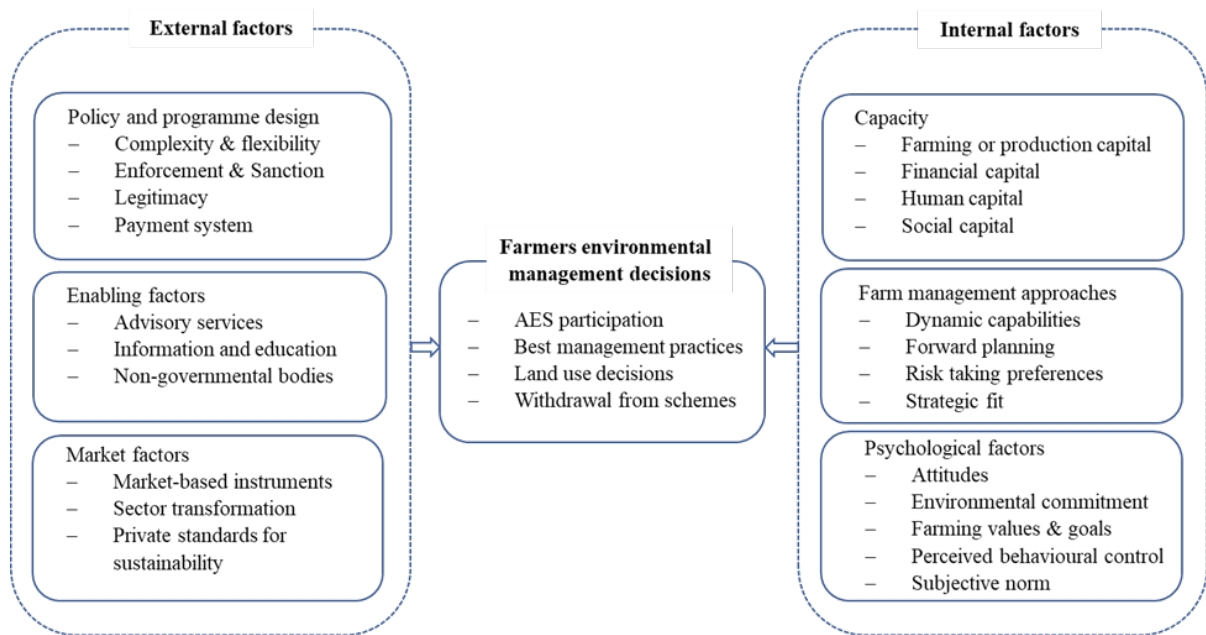 External factors
Policy and programme design
– Complexity & flexibility
– Enforcement & Sanction
– Legitimacy
– Payment system
Enabling factors
– Advisory services
– Information and education
– Non-governmental bodies
Market factors
– Market-based instruments
– Sector transformation
– Private standards for
sustainability
Farmers environmental
management decisions
– AES participation
– Best management practices
– Land use decisions
– Withdrawal from schemes
Internal factors
Capacity
– Farming or production capital
– Financial capital
– Human capital
– Social capital
Farm management approaches
– Dynamic capabilities
– Forward planning
– Risk taking preferences
– Strategic fit
Psychological factors
– Attitudes
– Environmental commitment
– Farming values & goals
– Perceived behavioural control
– Subjective norm